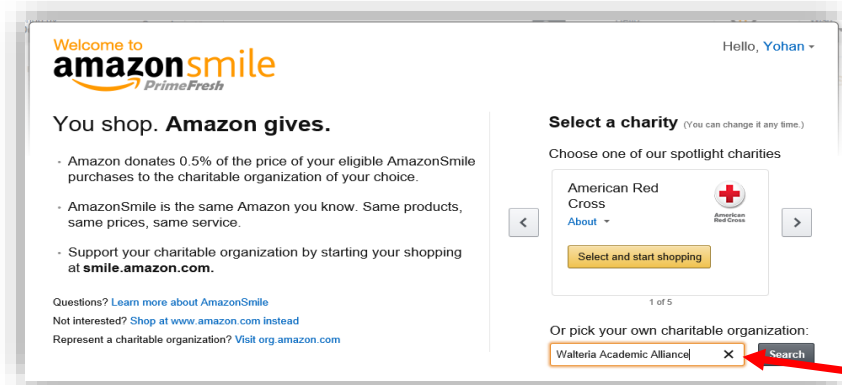 Welcome to
amazonsmile
PrimeFresh
Hello, Yohan
You shop. Amazon gives.
· Amazon donates 0.5% of the price of your eligible AmazonSmile
purchases to the charitable organization of your choice.
· AmazonSmile is the same Amazon you know. Same products,
same prices, same service.
· Support your charitable organization by starting your shopping
at smile.amazon.com.
Questions? Learn more about AmazonSmile
Not interested? Shop at www.amazon.com instead
Represent a charitable organization? Visit org.amazon.com
Select a charity (You can change it any time.)
Choose one of our spotlight charities
<
American Red
Cross
About
American
Red Cross
Select and start shopping
>
1 of 5
Or pick your own charitable organization:
Walteria Academic Alliance
Search